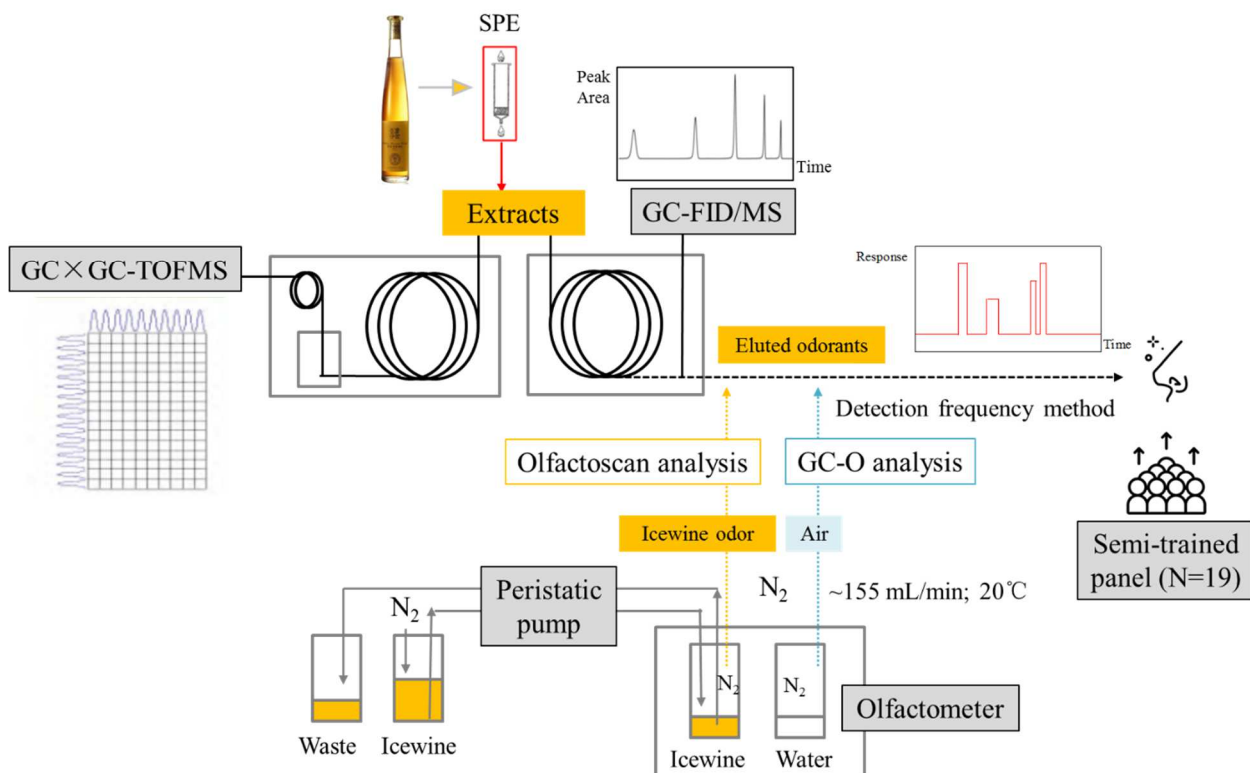 SPE
Peak
Area
Time
Extracts
GC-FID/MS
GC×GC-TOFMS
Response
Time
Eluted odorants
Detection frequency method
Olfactoscan analysis
GC-O analysis
Icewine odor
Air
Semi-trained
panel (N=19)
Peristatic
pump
N₂
~155 mL/min; 20℃
N₂
N₂
N₂
Olfactometer
Waste
Icewine
Icewine
Water